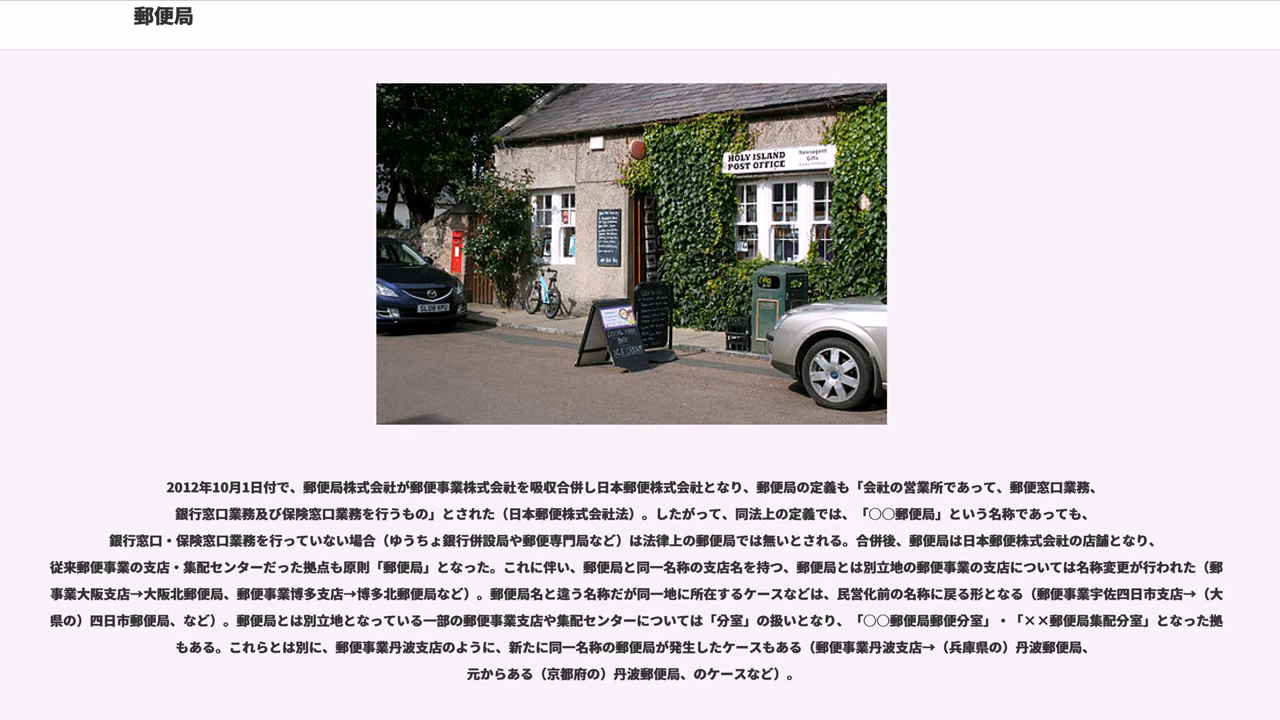 郵便局
HOLY ISLAND
POST OFFICE
Newsagent
Gifts
LOCAL
ICE CREAM
2012年10月1日付で、郵便局株式会社が郵便事業株式会社を吸収合併し日本郵便株式会社となり、郵便局の定義も「会社の営業所であって、郵便窓口業務、
銀行窓口業務及び保険窓口業務を行うもの」とされた（日本郵便株式会社法）。したがって、同法上の定義では、「○○郵便局」という名称であっても、
銀行窓口・保険窓口業務を行っていない場合（ゆうちょ銀行併設局や郵便専門局など）は法律上の郵便局では無いとされる。合併後、郵便局は日本郵便株式会社の店舗となり、
従来郵便事業の支店・集配センターだった拠点も原則「郵便局」となった。これに伴い、郵便局と同一名称の支店名を持つ、郵便局とは別立地の郵便事業の支店については名称変更が行われた（郵
事業大阪支店→大阪北郵便局、郵便事業博多支店→博多北郵便局など）。郵便局名と違う名称だが同一地に所在するケースなどは、民営化前の名称に戻る形となる（郵便事業宇佐四日市支店→（大
県の）四日市郵便局、など）。郵便局とは別立地となっている一部の郵便事業支店や集配センターについては「分室」の扱いとなり、「○○郵便局郵便分室」・「××郵便局集配分室」となった拠
もある。これらとは別に、郵便事業丹波支店のように、新たに同一名称の郵便局が発生したケースもある（郵便事業丹波支店→（兵庫県の）丹波郵便局、
元からある（京都府の）丹波郵便局、のケースなど）。